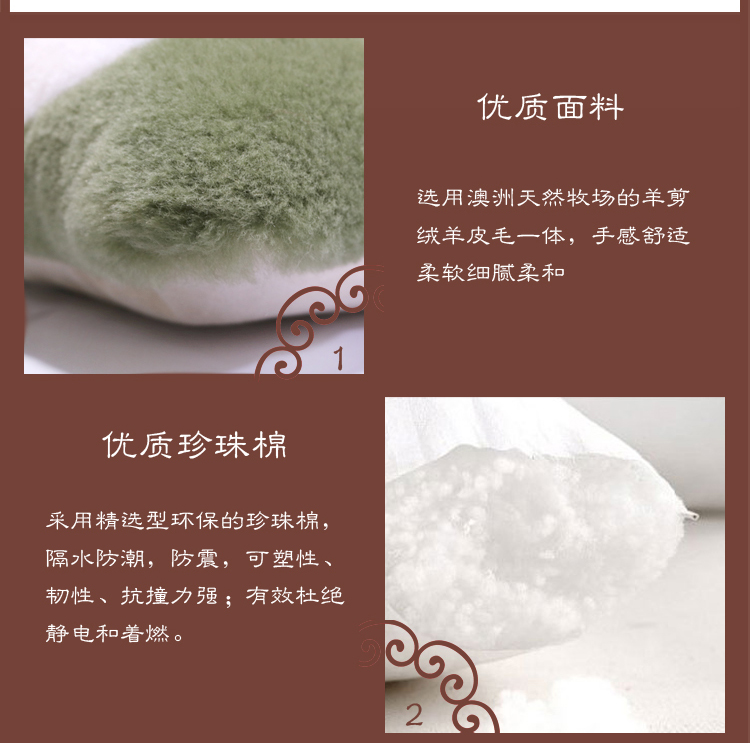 优质面料
选用澳洲天然牧场的羊剪
绒羊皮毛一体，手感舒适
柔软细腻柔和
1
优质珍珠棉
采用精选型环保的珍珠棉，
隔水防潮，防震，可塑性、
韧性、抗撞力强；有效杜绝
静电和着燃。
2